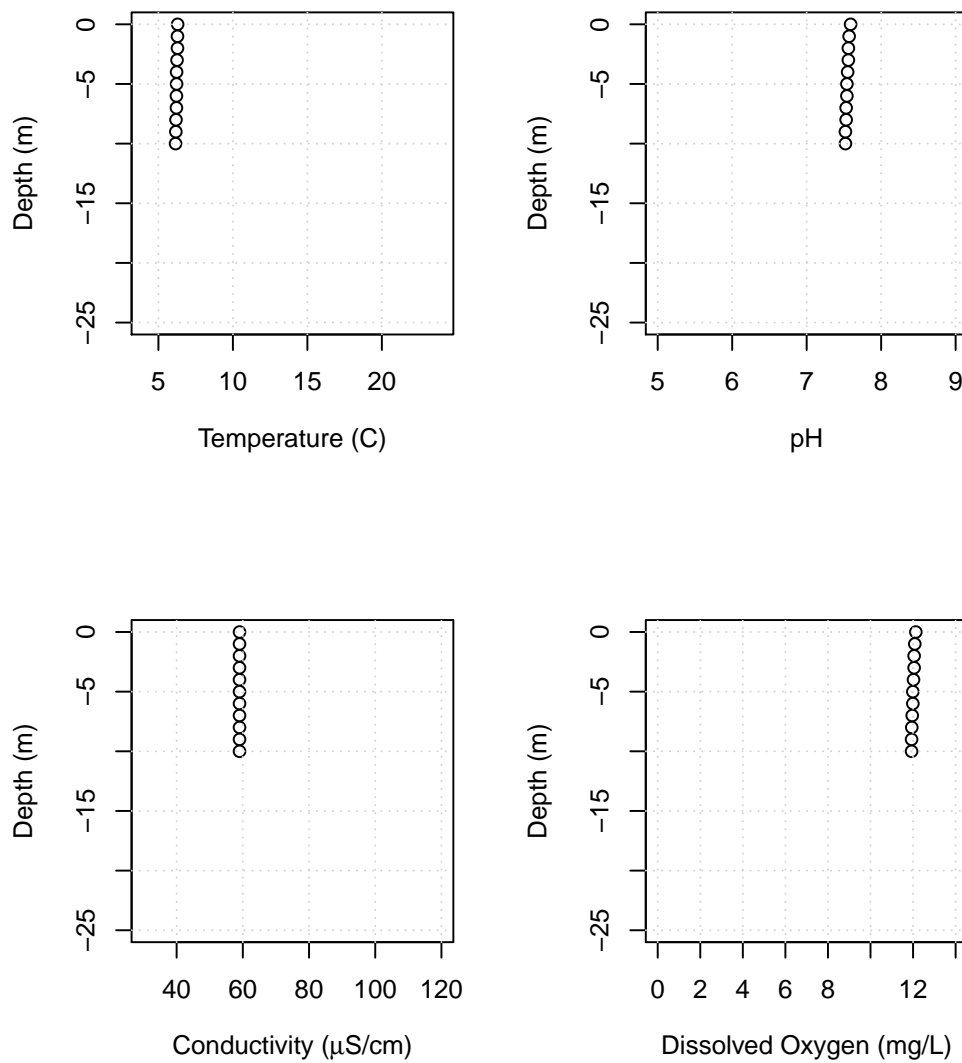 0
−5
−15
−25
Depth (m)
5 10 15 20
Temperature (C)
0
−5
−15
−25
Depth (m)
5 6 7 8 9
pH
0
−5
−15
−25
Depth (m)
40 60 80 100 120
Conductivity (μS/cm)
0
−5
−15
−25
Depth (m)
0 2 4 6 8 12
Dissolved Oxygen (mg/L)